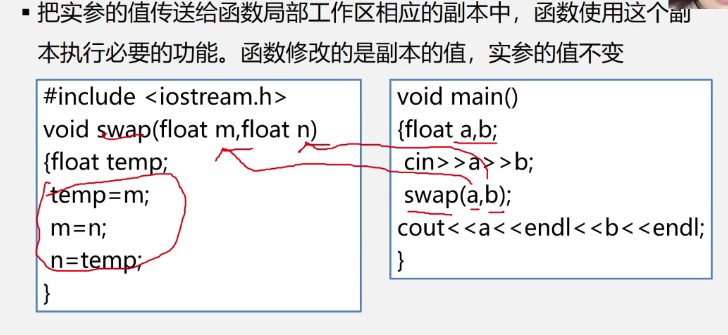 ▪ 把实参的值传送给函数局部工作区相应的副本中，函数使用这个副
本执行必要的功能。函数修改的是副本的值，实参的值不变
#include <iostream.h>
void swap(float m,float n)
{float temp;
temp=m;
m=n;
n=temp;
}
void main()
{float a,b;
cin>>a>>b;
swap(a,b);
cout<<a<<endl<<b<<endl;
}